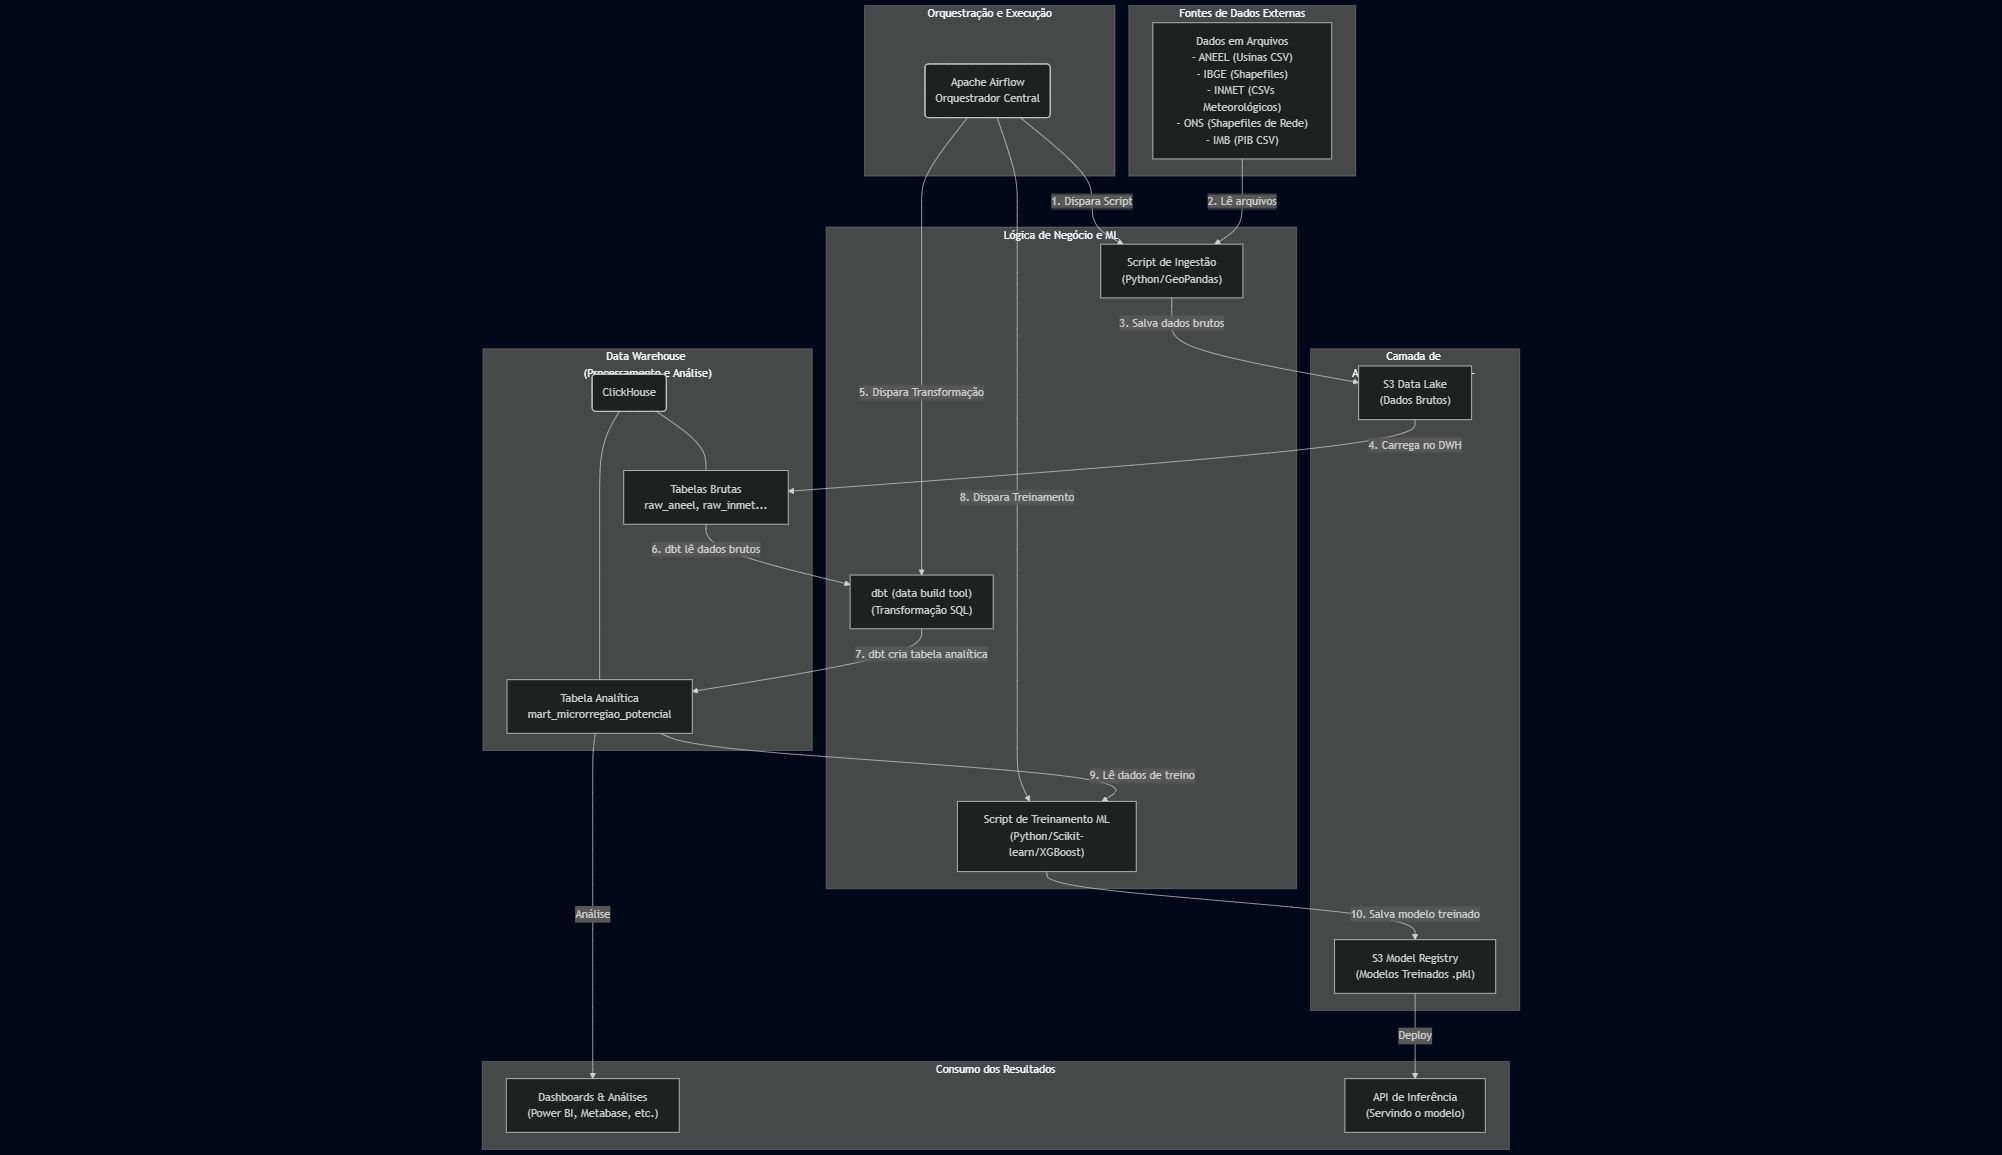 Orquestração e Execução
Apache Airflow
Orquestrador Central
Fontes de Dados Externas
Dados em Arquivos
- ANEEL (Usinas CSV)
- IBGE (Shapefiles)
- INMET (CSVs
Meteorológicos)
- ONS (Shapefiles de Rede)
- IMB (PIB CSV)
1. Dispara Script
2. Lê arquivos
Lógica de Negócio e ML
Script de Ingestão
(Python/GeoPandas)
3. Salva dados brutos
Data Warehouse
(Processamento e Análise)
ClickHouse
5. Dispara Transformação
Camada de
S3 Data Lake
(Dados Brutos)
4. Carrega no DWH
Tabelas Brutas
raw_aneel, raw_inmet...
8. Dispara Treinamento
6. dbt lê dados brutos
dbt (data build tool)
(Transformação SQL)
7. dbt cria tabela analítica
Tabela Analítica
mart_microrregiao_potencial
9. Lê dados de treino
Script de Treinamento ML
(Python/Scikit-
learn/XGBoost)
Análise
10. Salva modelo treinado
S3 Model Registry
(Modelos Treinados .pkl)
Deploy
Consumo dos Resultados
Dashboards & Análises
(Power BI, Metabase, etc.)
API de Inferência
(Servindo o modelo)